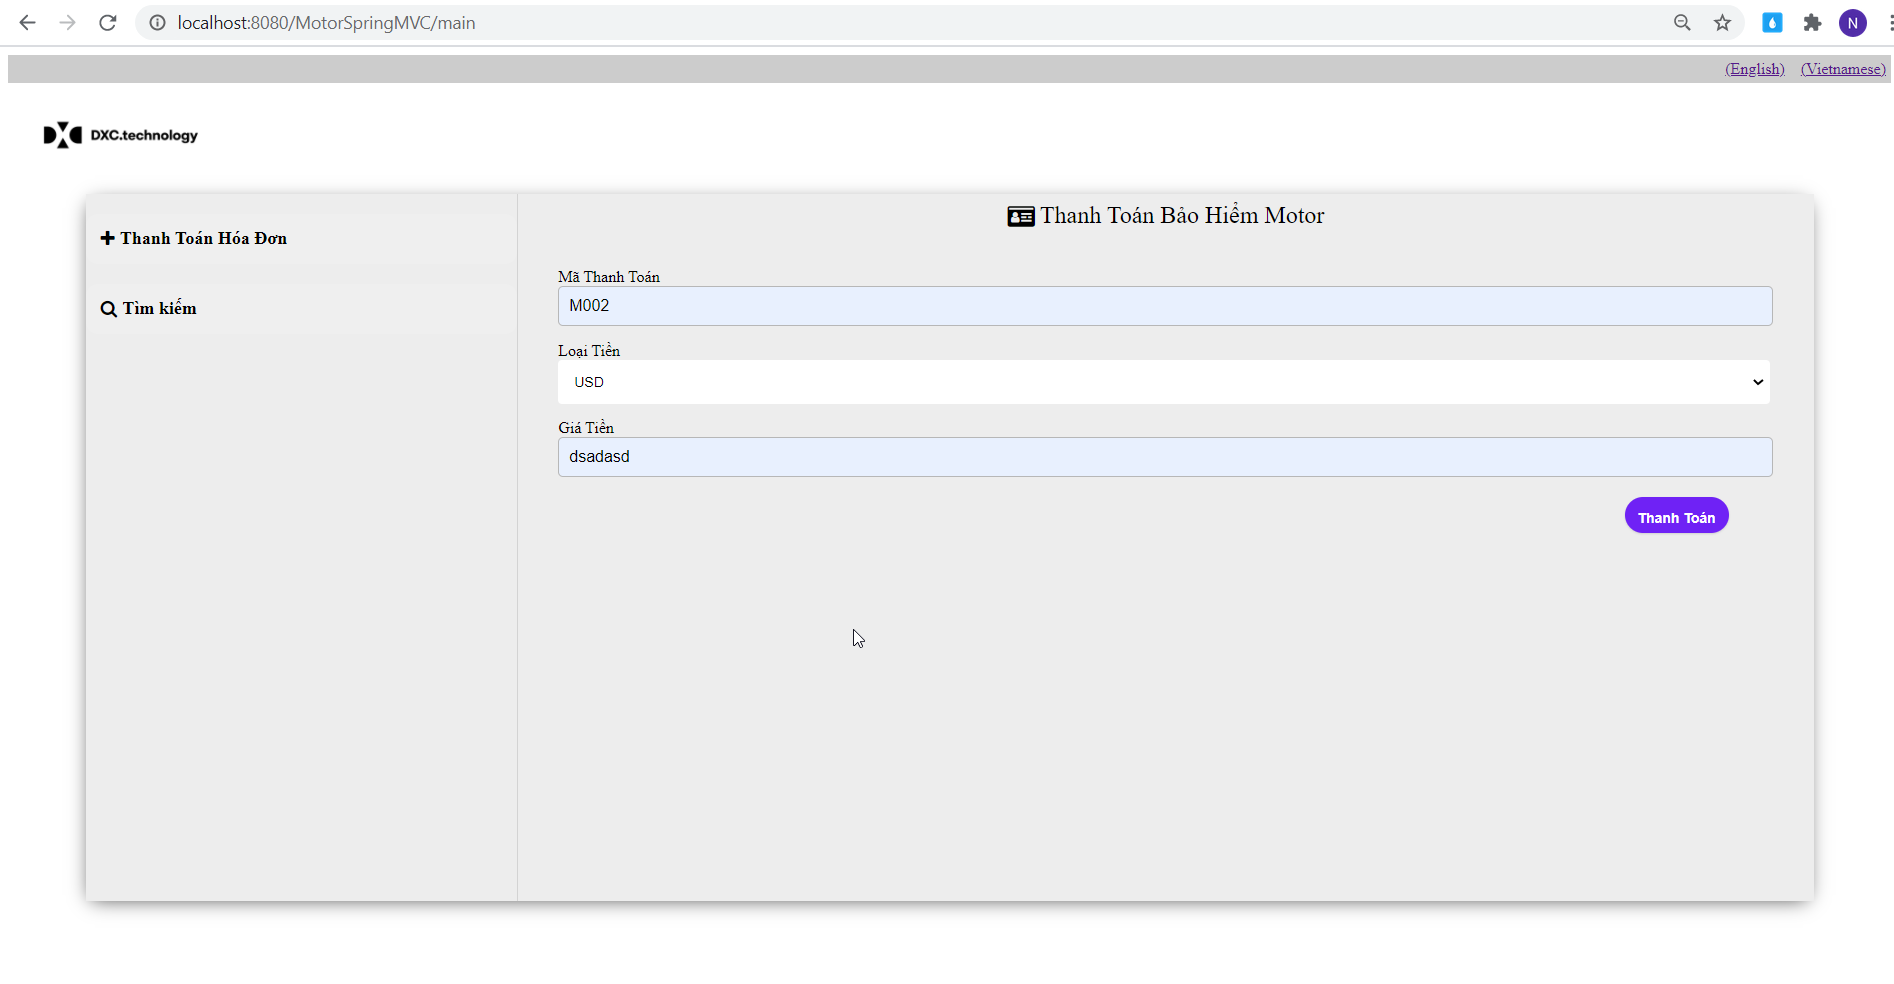 localhost:8080/MotorSpringMVC/main
N
(English) (Vietnamese)
DXC.technology
Thanh Toán Hóa Đơn
Tìm kiếm
Thanh Toán Bảo Hiểm Motor
Mã Thanh Toán
M002
Loại Tiền
USD
Giá Tiền
dsadasd
Thanh Toán